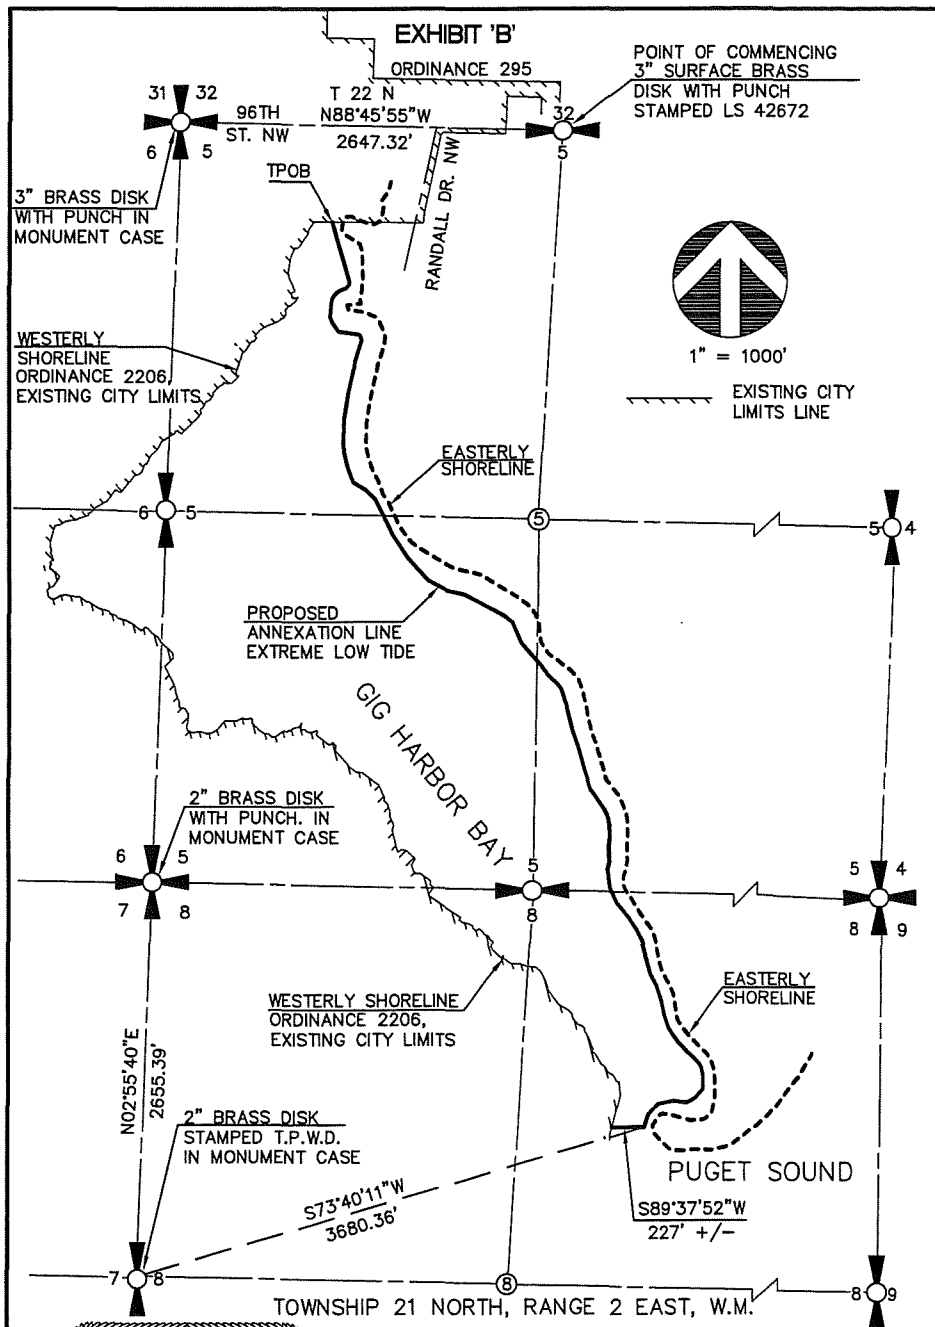 EXHIBIT 'B'
ORDINANCE 295
POINT OF COMMENCING
3" SURFACE BRASS
DISK WITH PUNCH
STAMPED LS 42672
31 32
6 5
96TH
ST. NW
T 22 N
N88°45'55"W
2647.32'
32
5
3" BRASS DISK
WITH PUNCH IN
MONUMENT CASE
TPOB
RANDALL DR. NW
1" = 1000'
EXISTING CITY
LIMITS LINE
WESTERLY
SHORELINE
ORDINANCE 2206,
EXISTING CITY LIMITS
EASTERLY
SHORELINE
6 5
5
5 4
PROPOSED
ANNEXATION LINE
EXTREME LOW TIDE
GIG HARBOR BAY
2" BRASS DISK
WITH PUNCH. IN
MONUMENT CASE
6 5
7 8
5
8
5 4
8 9
WESTERLY SHORELINE
ORDINANCE 2206,
EXISTING CITY LIMITS
EASTERLY
SHORELINE
N02°55'40"E
2655.39'
2" BRASS DISK
STAMPED T.P.W.D.
IN MONUMENT CASE
PUGET SOUND
S73°40'11"W
3680.36'
S89°37'52"W
227' +/-
7 8
8
8 9
TOWNSHIP 21 NORTH, RANGE 2 EAST, W.M.